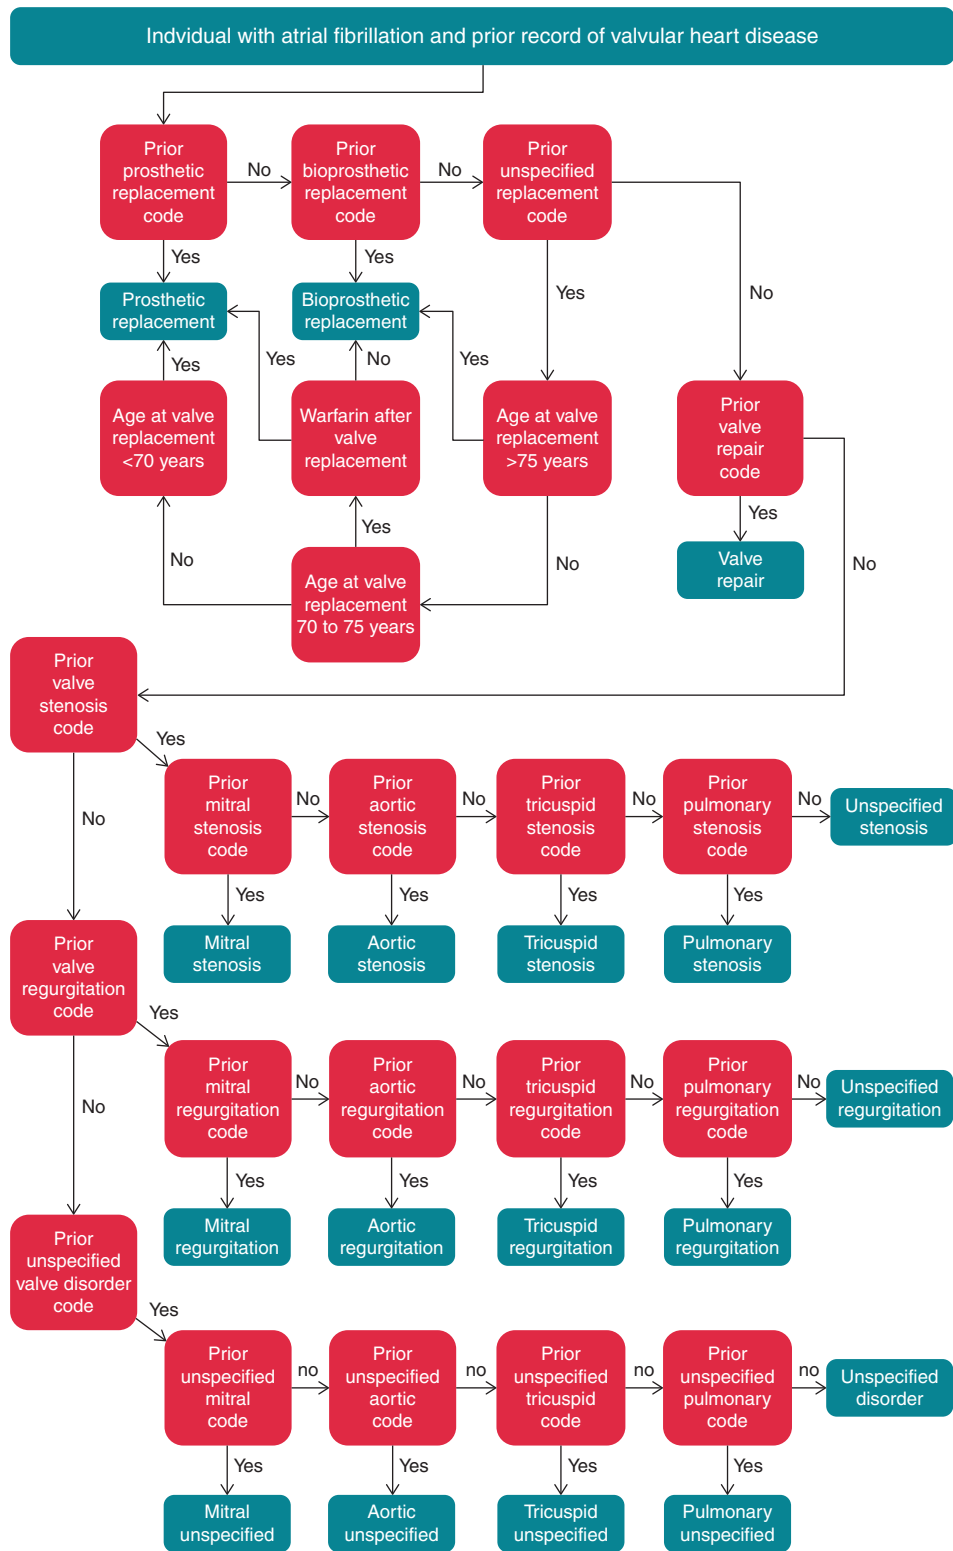 Indvidual with atrial fibrillation and prior record of valvular heart disease
Prior
prosthetic
replacement
code
No
Prior
bioprosthetic
replacement
code
No
Prior
unspecified
replacement
code
Yes
Yes
Yes
No
Prosthetic
replacement
Bioprosthetic
replacement
Yes
Yes
No
Yes
Age at valve
replacement
<70 years
Warfarin after
valve
replacement
Age at valve
replacement
>75 years
Prior
valve
repair
code
No
Yes
No
Yes
No
Age at valve
replacement
70 to 75 years
Valve
repair
Prior
valve
stenosis
code
Yes
No
Prior
mitral
stenosis
code
No
Prior
aortic
stenosis
code
No
Prior
tricuspid
stenosis
code
No
Prior
pulmonary
stenosis
code
No
Unspecified
stenosis
Yes
Yes
Yes
Yes
Mitral
stenosis
Aortic
stenosis
Tricuspid
stenosis
Pulmonary
stenosis
Prior
valve
regurgitation
code
Yes
No
Prior
mitral
regurgitation
code
No
Prior
aortic
regurgitation
code
No
Prior
tricuspid
regurgitation
code
No
Prior
pulmonary
regurgitation
code
No
Unspecified
regurgitation
Yes
Yes
Yes
Yes
Mitral
regurgitation
Aortic
regurgitation
Tricuspid
regurgitation
Pulmonary
regurgitation
Prior
unspecified
valve disorder
code
Yes
Prior
unspecified
mitral
code
no
Prior
unspecified
aortic
code
no
Prior
unspecified
tricuspid
code
no
Prior
unspecified
pulmonary
code
no
Unspecified
disorder
Yes
Yes
Yes
Yes
Mitral
unspecified
Aortic
unspecified
Tricuspid
unspecified
Pulmonary
unspecified